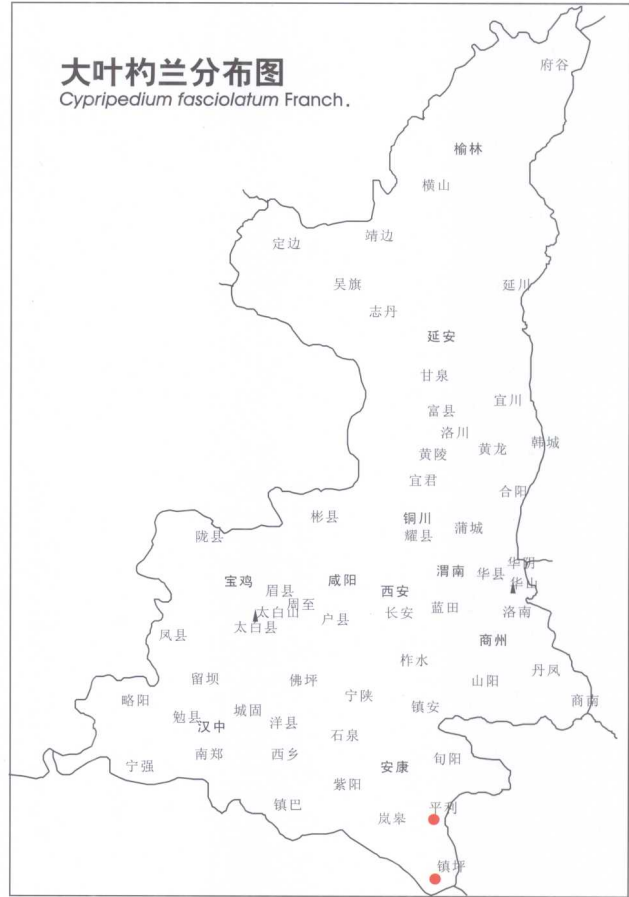 大叶杓兰分布图
Cypripedium fasciolatum Franch.
府谷
榆林
横山
靖边
定边
吴旗
延川
志丹
延安
甘泉
宜川
富县
洛川
韩城
黄龙
黄陵
宜君
合阳
彬县
铜川
蒲城
陇县
耀县
华阴
渭南
华县
宝鸡
咸阳
华山
眉县
西安
周至
太白山
长安
蓝田
洛南
户县
太白县
凤县
商州
柞水
丹凤
留坝
佛坪
山阳
略阳
宁陕
商南
镇安
城固
勉县
洋县
汉中
石泉
南郑
西乡
旬阳
宁强
安康
紫阳
镇巴
平利
岚皋
镇坪